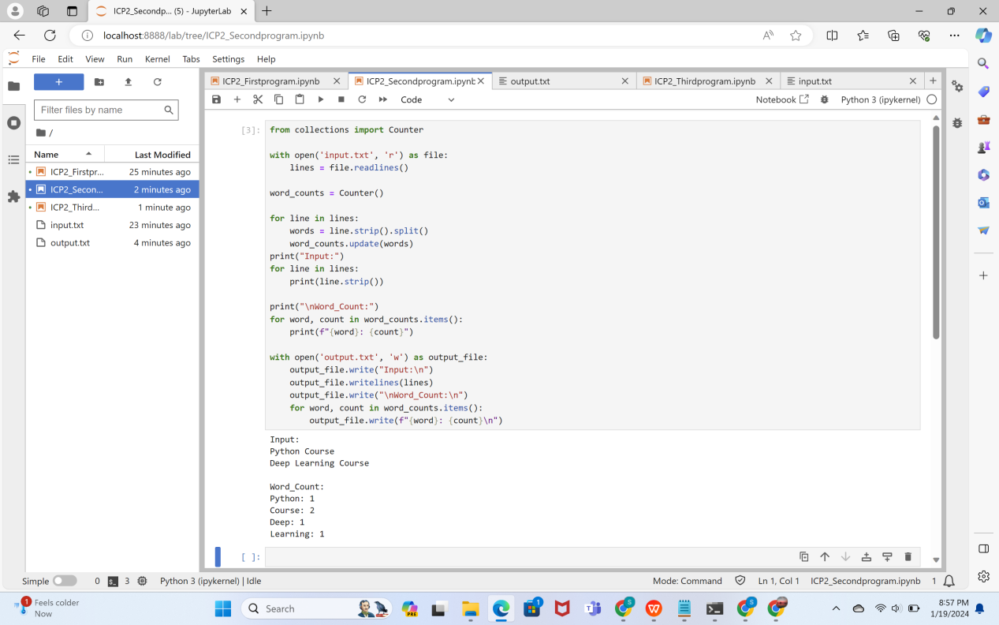 ICP2_Secondp... (5) - JupyterLab
localhost:8888/lab/tree/ICP2_Secondprogram.ipynb
File Edit View Run Kernel Tabs Settings Help
ICP2_Firstprogram.ipynb ICP2_Secondprogram.ipynb output.txt ICP2_Thirdprogram.ipynb input.txt
Code Notebook Python 3 (ipykernel)
Filter files by name
/
Name Last Modified
ICP2_Firstpr... 25 minutes ago
ICP2_Secon... 2 minutes ago
ICP2_Third... 1 minute ago
input.txt 23 minutes ago
output.txt 4 minutes ago
[3]: from collections import Counter
with open('input.txt', 'r') as file:
lines = file.readlines()
word_counts = Counter()
for line in lines:
words = line.strip().split()
word_counts.update(words)
print("Input:")
for line in lines:
print(line.strip())
print("\nWord_Count:")
for word, count in word_counts.items():
print(f"{word}: {count}")
with open('output.txt', 'w') as output_file:
output_file.write("Input:\n")
output_file.writelines(lines)
output_file.write("\nWord_Count:\n")
for word, count in word_counts.items():
output_file.write(f"{word}: {count}\n")
Input:
Python Course
Deep Learning Course
Word_Count:
Python: 1
Course: 2
Deep: 1
Learning: 1
[ ]:
Simple 0 3 Python 3 (ipykernel) | Idle Mode: Command Ln 1, Col 1 ICP2_Secondprogram.ipynb 1
1 Feels colder
Now
Search
PRE
1
S
S
8:57 PM
1/19/2024